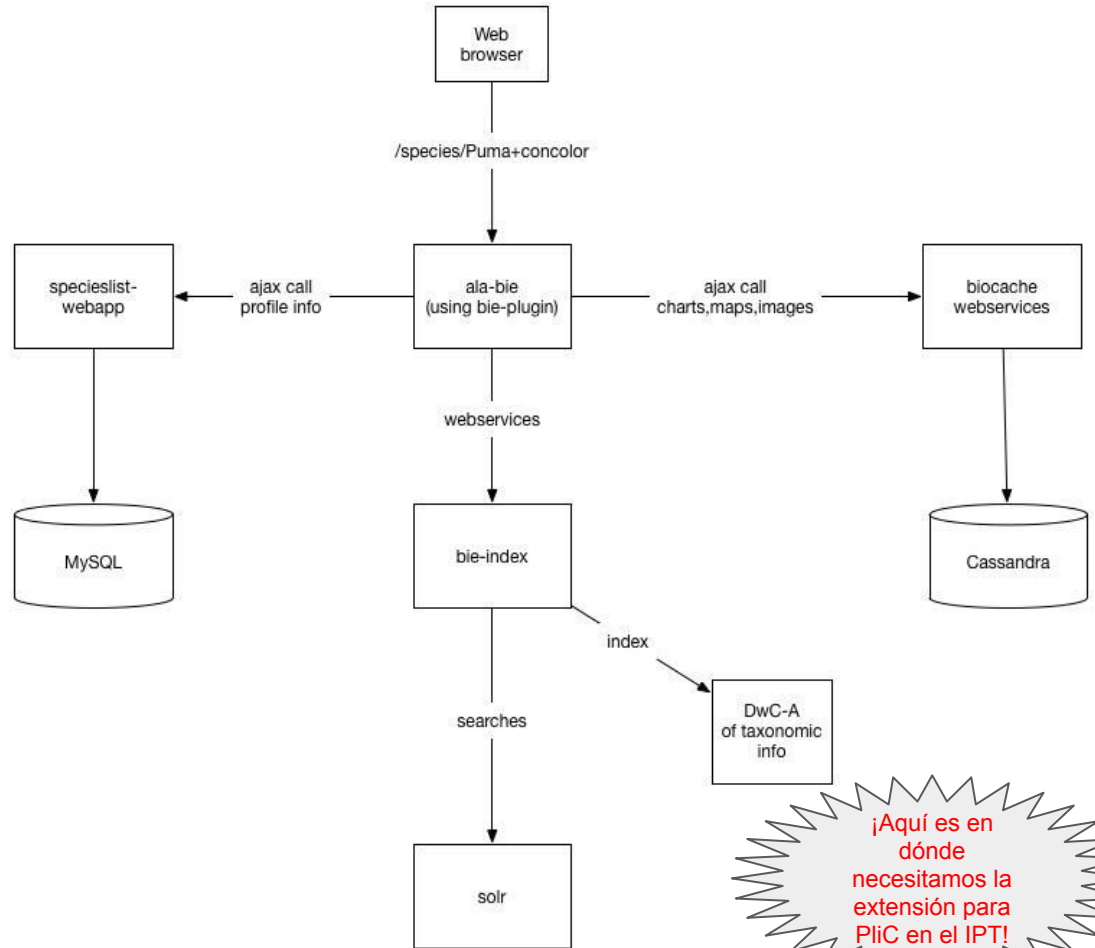 Web
browser
/species/Puma+concolor
specieslist-
webapp
ajax call
profile info
ala-bie
(using bie-plugin)
ajax call
charts,maps,images
biocache
webservices
webservices
MySQL
bie-index
Cassandra
index
searches
DwC-A
of taxonomic
info
solr
¡Aquí es en
dónde
necesitamos la
extensión para
PliC en el IPT!